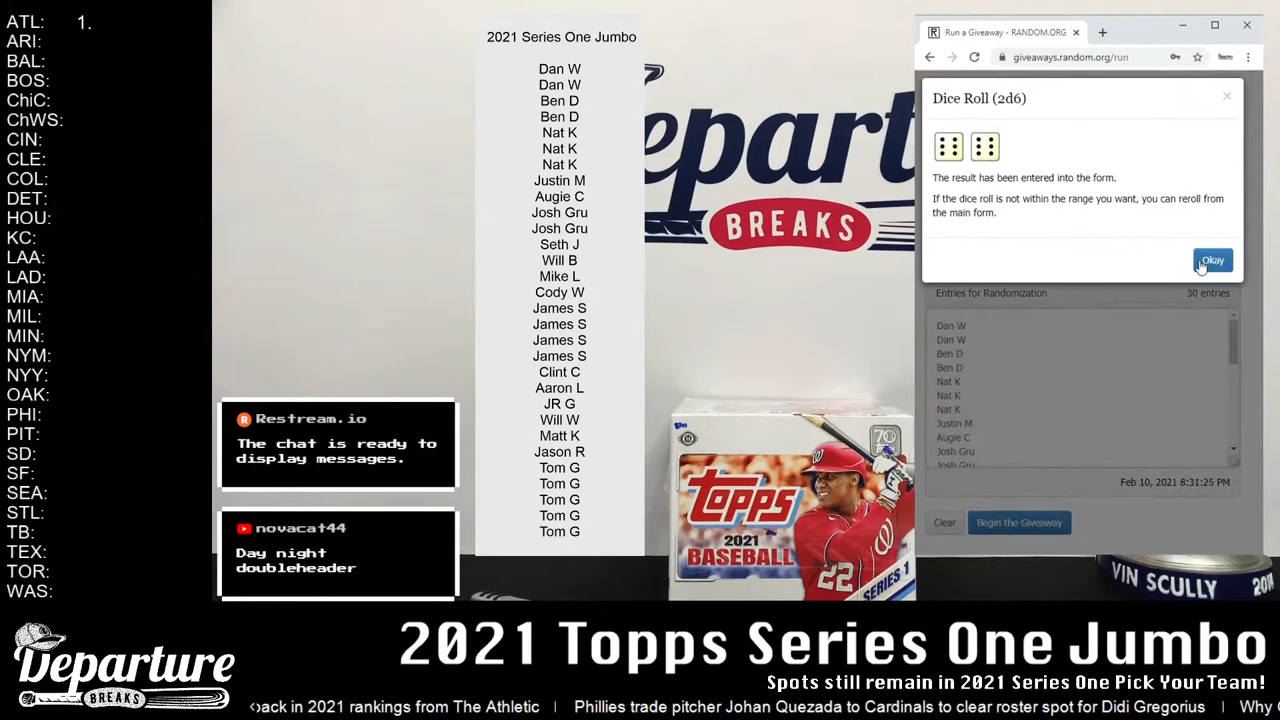 ATL: 1.
ARI:
BAL:
BOS:
ChiC:
ChWS:
CIN:
CLE:
COL:
DET:
HOU:
KC:
LAA:
LAD:
MIA:
MIL:
MIN:
NYM:
NYY:
OAK:
PHI:
PIT:
SD:
SF:
SEA:
STL:
TB:
TEX:
TOR:
WAS:
2021 Series One Jumbo
Dan W
Dan W
Ben D
Ben D
Nat K
Nat K
Nat K
Justin M
Augie C
Josh Gru
Josh Gru
Seth J
Will B
Mike L
Cody W
James S
James S
James S
James S
Clint C
Aaron L
JR G
Will W
Matt K
Jason R
Tom G
Tom G
Tom G
Tom G
Tom G
BREAKS
Run a Giveaway - RANDOM.ORG
giveaways.random.org/run
Dice Roll (2d6)
The result has been entered into the form.
If the dice roll is not within the range you want, you can reroll from
the main form.
Okay
Entries for Randomization 30 entries
Dan W
Dan W
Ben D
Ben D
Nat K
Nat K
Nat K
Justin M
Augie C
Josh Gru
Josh Gru
Feb 10, 2021 8:31:25 PM
Clear Begin the Giveaway
Restream.io
The chat is ready to
display messages.
novacat44
Day night
doubleheader
topps
2021
BASEBALL
SERIES 1
70
22
VIN SCULLY
Departure
BREAKS
2021 Topps Series One Jumbo
Spots still remain in 2021 Series One Pick Your Team!
back in 2021 rankings from The Athletic | Phillies trade pitcher Johan Quezada to Cardinals to clear roster spot for Didi Gregorius | Why